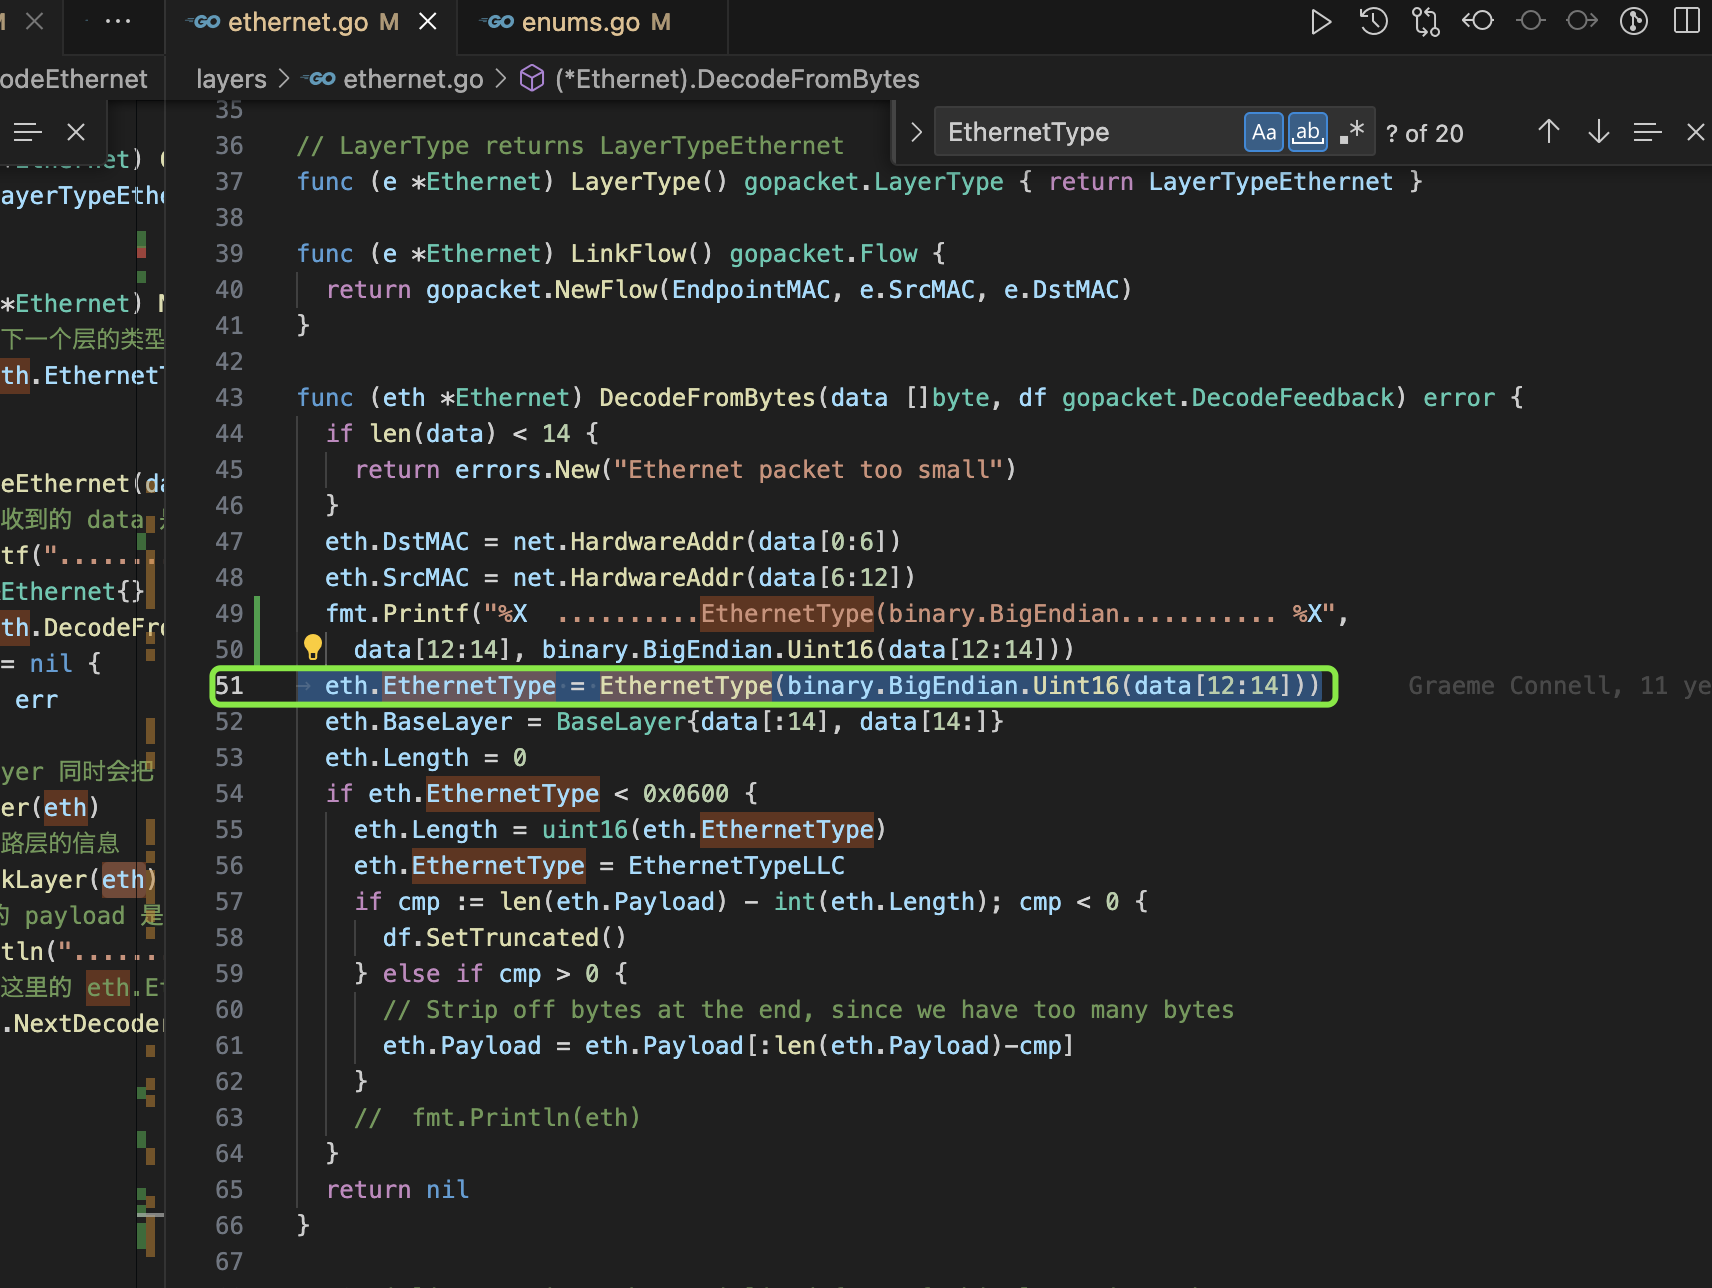 M
ethernet.go M
enums.go M
odeEthernet
layers > ethernet.go > (*Ethernet).DecodeFromBytes
EthernetType
Aa ab .* ? of 20
ayerTypeEth
*Ethernet)
下一个层的类型
th.Ethernet
eEthernet(da
收到的 data
tf(".......
Ethernet{}
th.DecodeFr
= nil {
err
yer 同时会把
er(eth)
路层的信息
kLayer(eth)
的 payload 是
tln("......
这里的 eth.Et
.NextDecoder
35
36 // LayerType returns LayerTypeEthernet
37 func (e *Ethernet) LayerType() gopacket.LayerType { return LayerTypeEthernet }
38
39 func (e *Ethernet) LinkFlow() gopacket.Flow {
40 return gopacket.NewFlow(EndpointMAC, e.SrcMAC, e.DstMAC)
41 }
42
43 func (eth *Ethernet) DecodeFromBytes(data []byte, df gopacket.DecodeFeedback) error {
44 if len(data) < 14 {
45 return errors.New("Ethernet packet too small")
46 }
47 eth.DstMAC = net.HardwareAddr(data[0:6])
48 eth.SrcMAC = net.HardwareAddr(data[6:12])
49 fmt.Printf("%X ..........EthernetType(binary.BigEndian........... %X",
50 data[12:14], binary.BigEndian.Uint16(data[12:14]))
51 eth.EthernetType = EthernetType(binary.BigEndian.Uint16(data[12:14])) Graeme Connell, 11 ye
52 eth.BaseLayer = BaseLayer{data[:14], data[14:]}
53 eth.Length = 0
54 if eth.EthernetType < 0x0600 {
55 eth.Length = uint16(eth.EthernetType)
56 eth.EthernetType = EthernetTypeLLC
57 if cmp := len(eth.Payload) - int(eth.Length); cmp < 0 {
58 df.SetTruncated()
59 } else if cmp > 0 {
60 // Strip off bytes at the end, since we have too many bytes
61 eth.Payload = eth.Payload[:len(eth.Payload)-cmp]
62 }
63 // fmt.Println(eth)
64 }
65 return nil
66 }
67